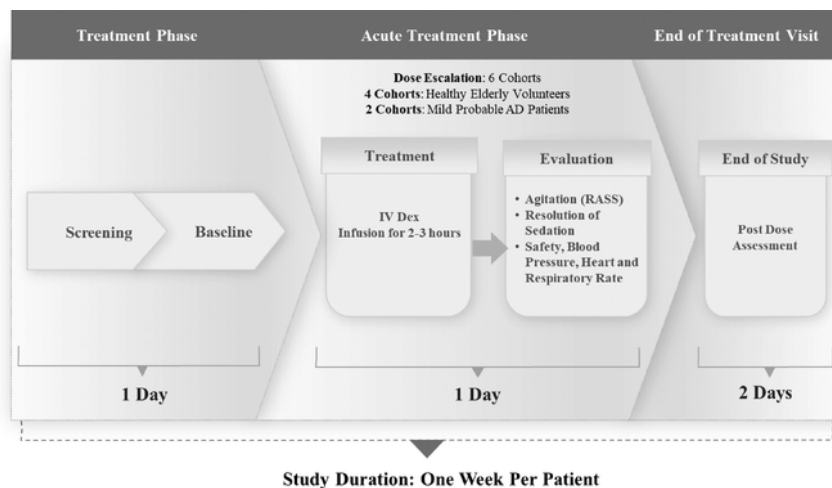 Treatment Phase
Acute Treatment Phase
End of Treatment Visit
Dose Escalation: 6 Cohorts
4 Cohorts: Healthy Elderly Volunteers
2 Cohorts: Mild Probable AD Patients
Screening
Baseline
Treatment
IV Dex
Infusion for 2-3 hours
Evaluation
• Agitation (RASS)
• Resolution of
Sedation
• Safety, Blood
Pressure, Heart and
Respiratory Rate
End of Study
Post Dose
Assessment
1 Day
1 Day
2 Days
Study Duration: One Week Per Patient